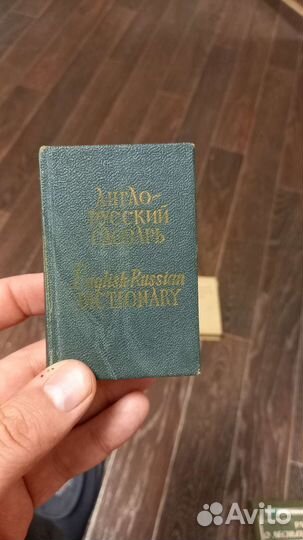 АНГЛО-
РУССКИЙ
СЛОВАРЬ
English-Russian
DICTIONARY
Avito